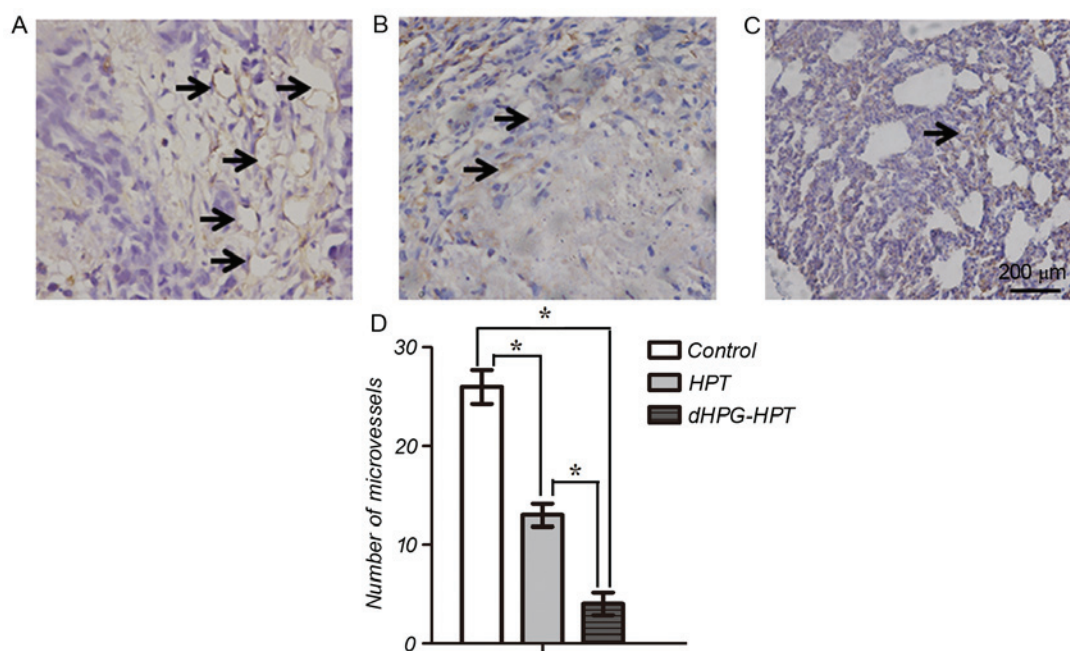 A
B
C
200 μm
D
*
*
*
Number of microvessels
30
20
10
0
Control
HPT
dHPG-HPT